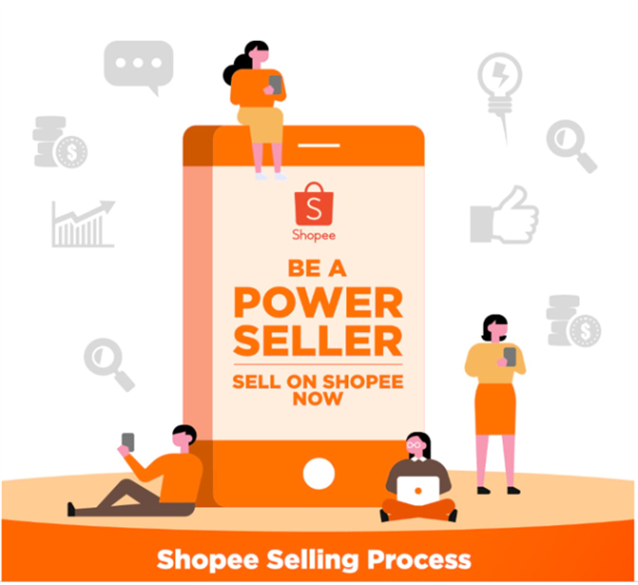 S
Shopee
BE A
POWER
SELLER
SELL ON SHOPEE
NOW
Shopee Selling Process